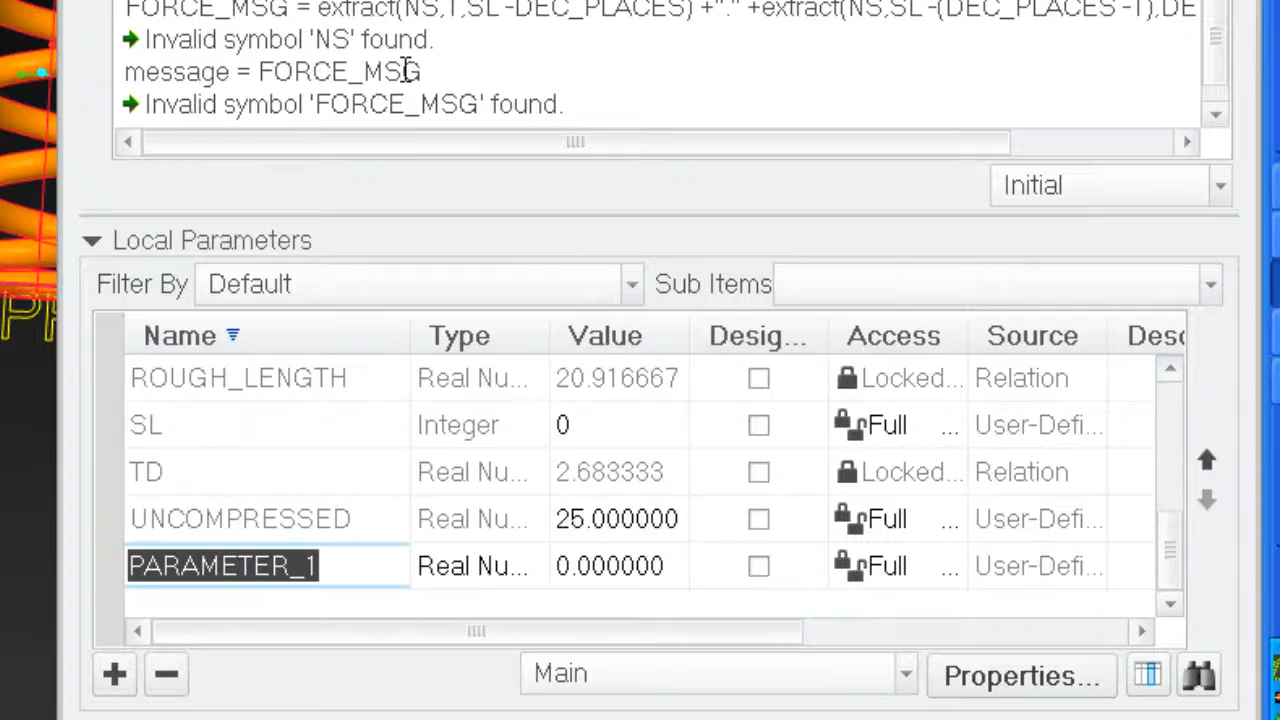 FORCE_MSG = extract(NS,1,SL-DEC_PLACES) +"." +extract(NS,SL-(DEC_PLACES-1),DE
Invalid symbol 'NS' found.
message = FORCE_MSG
Invalid symbol 'FORCE_MSG' found.
Initial
Local Parameters
Filter By Default Sub Items
Name Type Value Desig... Access Source Desc
ROUGH_LENGTH Real Nu... 20.916667 Locked... Relation
SL Integer 0 Full ... User-Defi...
TD Real Nu... 2.683333 Locked... Relation
UNCOMPRESSED Real Nu... 25.000000 Full ... User-Defi...
PARAMETER_1 Real Nu... 0.000000 Full ... User-Defi...
Main Properties...